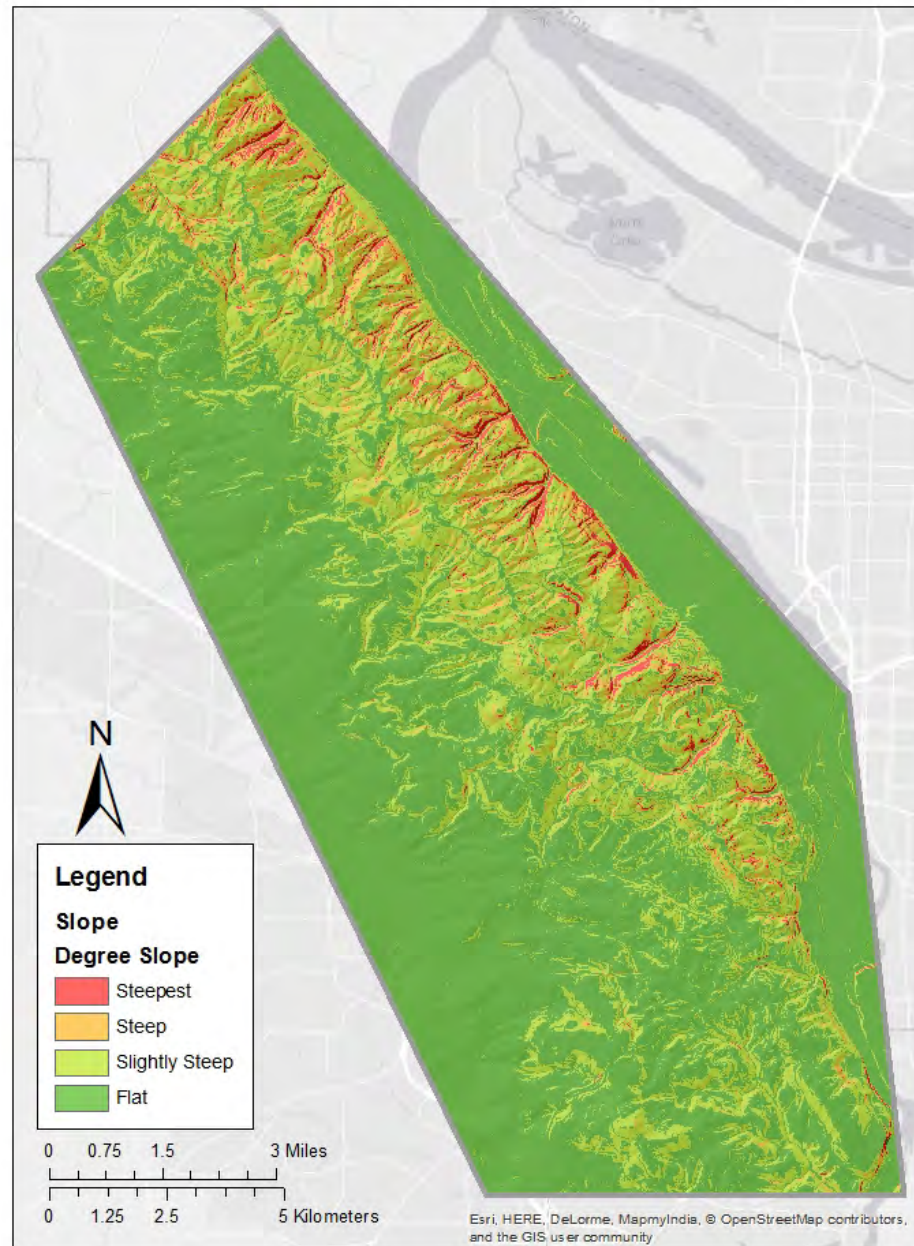 N
Legend
Slope
Degree Slope
Steepest
Steep
Slightly Steep
Flat
0 0.75 1.5 3 Miles
0 1.25 2.5 5 Kilometers
Esri, HERE, DeLorme, MapmyIndia, © OpenStreetMap contributors,
and the GIS user community